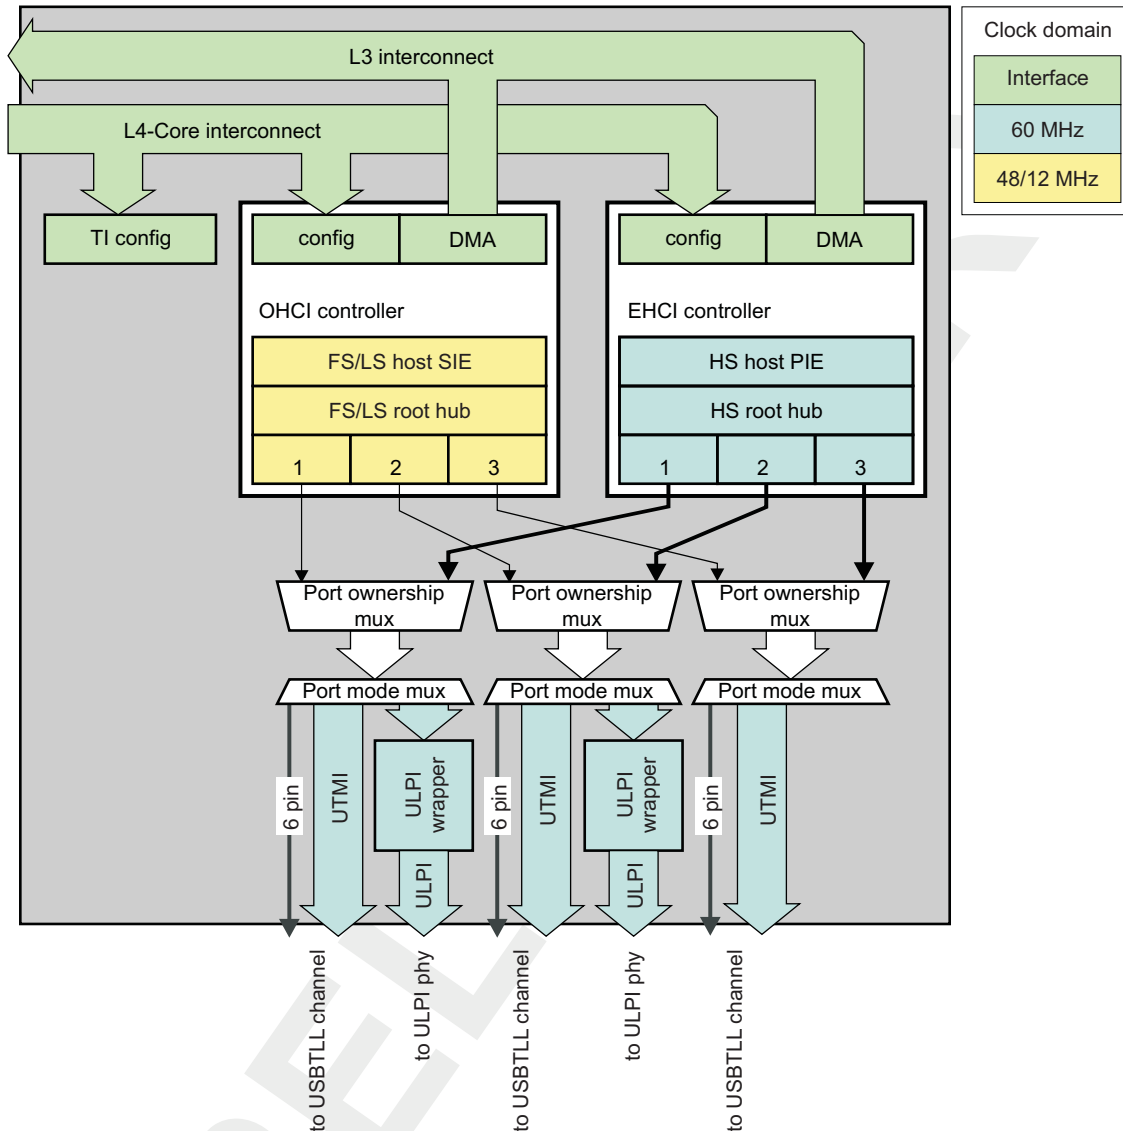 Clock domain
Interface
60 MHz
48/12 MHz
L3 interconnect
L4-Core interconnect
TI config
config
DMA
config
DMA
OHCI controller
EHCI controller
FS/LS host SIE
HS host PIE
FS/LS root hub
HS root hub
1
2
3
1
2
3
Port ownership
mux
Port ownership
mux
Port ownership
mux
Port mode mux
Port mode mux
Port mode mux
6 pin
UTMI
ULPI
wrapper
ULPI
6 pin
UTMI
ULPI
wrapper
ULPI
6 pin
UTMI
to USBTLL channel
to ULPI phy
to USBTLL channel
to ULPI phy
to USBTLL channel